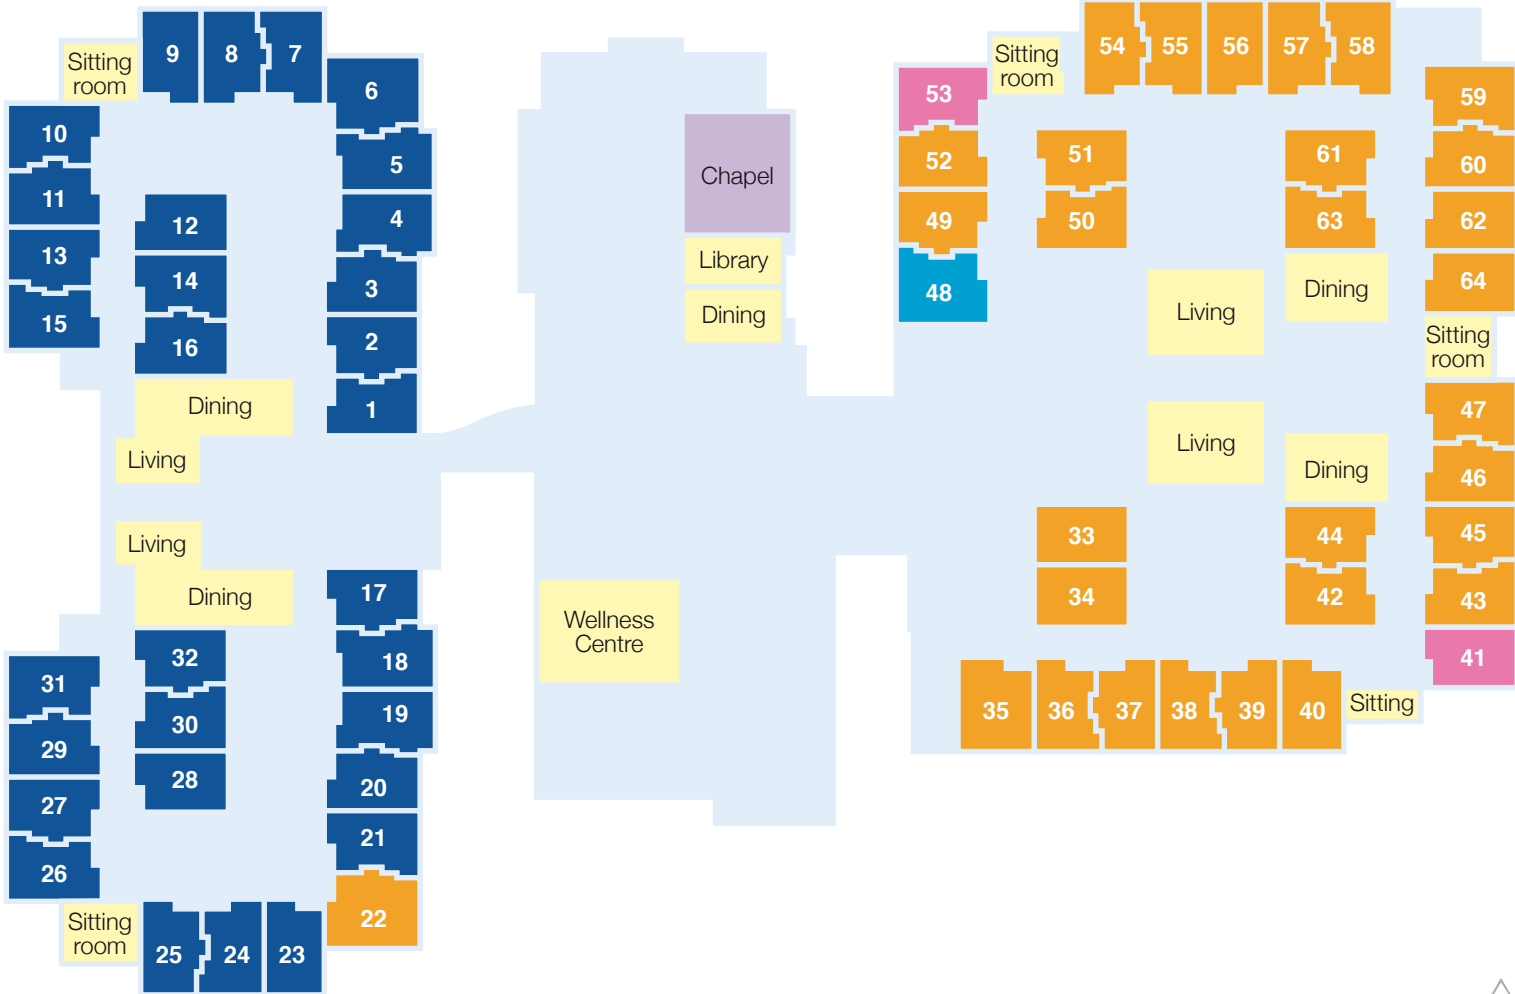 Sitting
room
9
8
7
6
10
5
11
12
4
13
14
3
15
16
2
Dining
1
Living
Living
Dining
17
32
18
31
30
19
29
28
20
27
21
26
22
Sitting
room
25
24
23
Chapel
Library
Dining
Wellness
Centre
53
Sitting
room
54
55
56
57
58
59
52
51
61
60
49
50
63
62
48
Living
Dining
64
Sitting
room
47
Living
Dining
46
33
44
45
34
42
43
41
35
36
37
38
39
40
Sitting